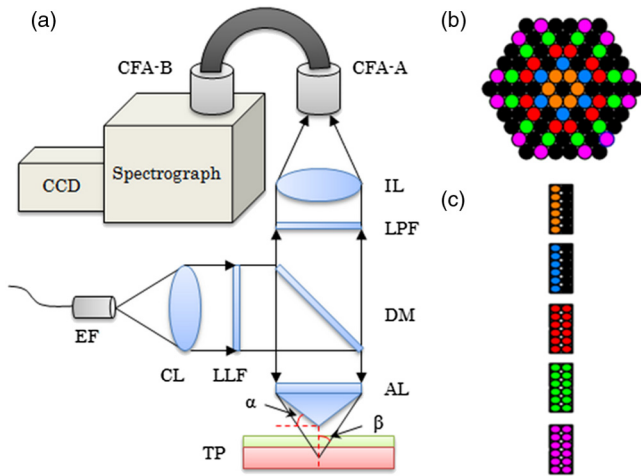 (a)
(b)
CFA-B
CFA-A
CCD
Spectrograph
IL
LPF
(c)
DM
EF
CL
LLF
AL
α
β
TP